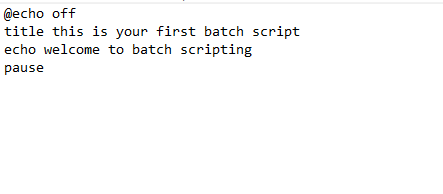 @echo off
title this is your first batch script
echo welcome to batch scripting
pause